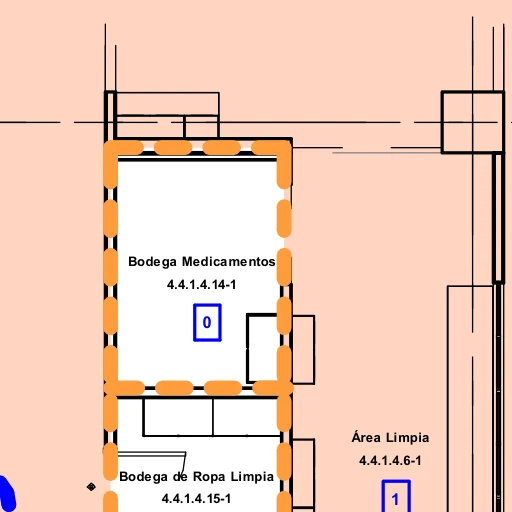 Bodega Medicamentos
4.4.1.4.14-1
0
Área Limpia
4.4.1.4.6-1
1
Bodega de Ropa Limpia
4.4.1.4.15-1